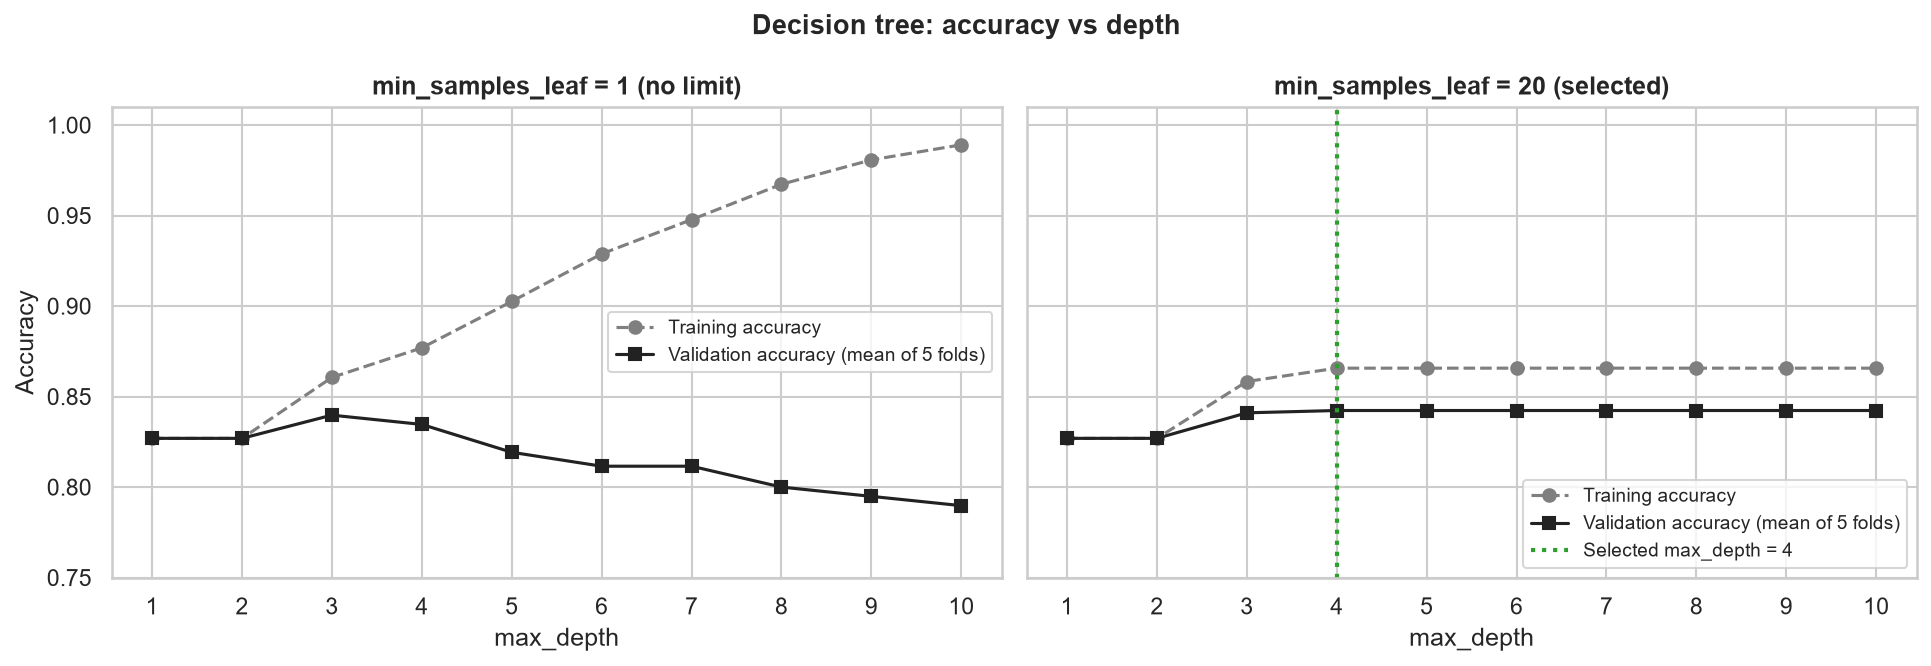 Decision tree: accuracy vs depth
min_samples_leaf = 1 (no limit)
1.00
0.95
0.90
0.85
0.80
0.75
Accuracy
Training accuracy
Validation accuracy (mean of 5 folds)
1 2 3 4 5 6 7 8 9 10
max_depth
min_samples_leaf = 20 (selected)
Training accuracy
Validation accuracy (mean of 5 folds)
Selected max_depth = 4
1 2 3 4 5 6 7 8 9 10
max_depth